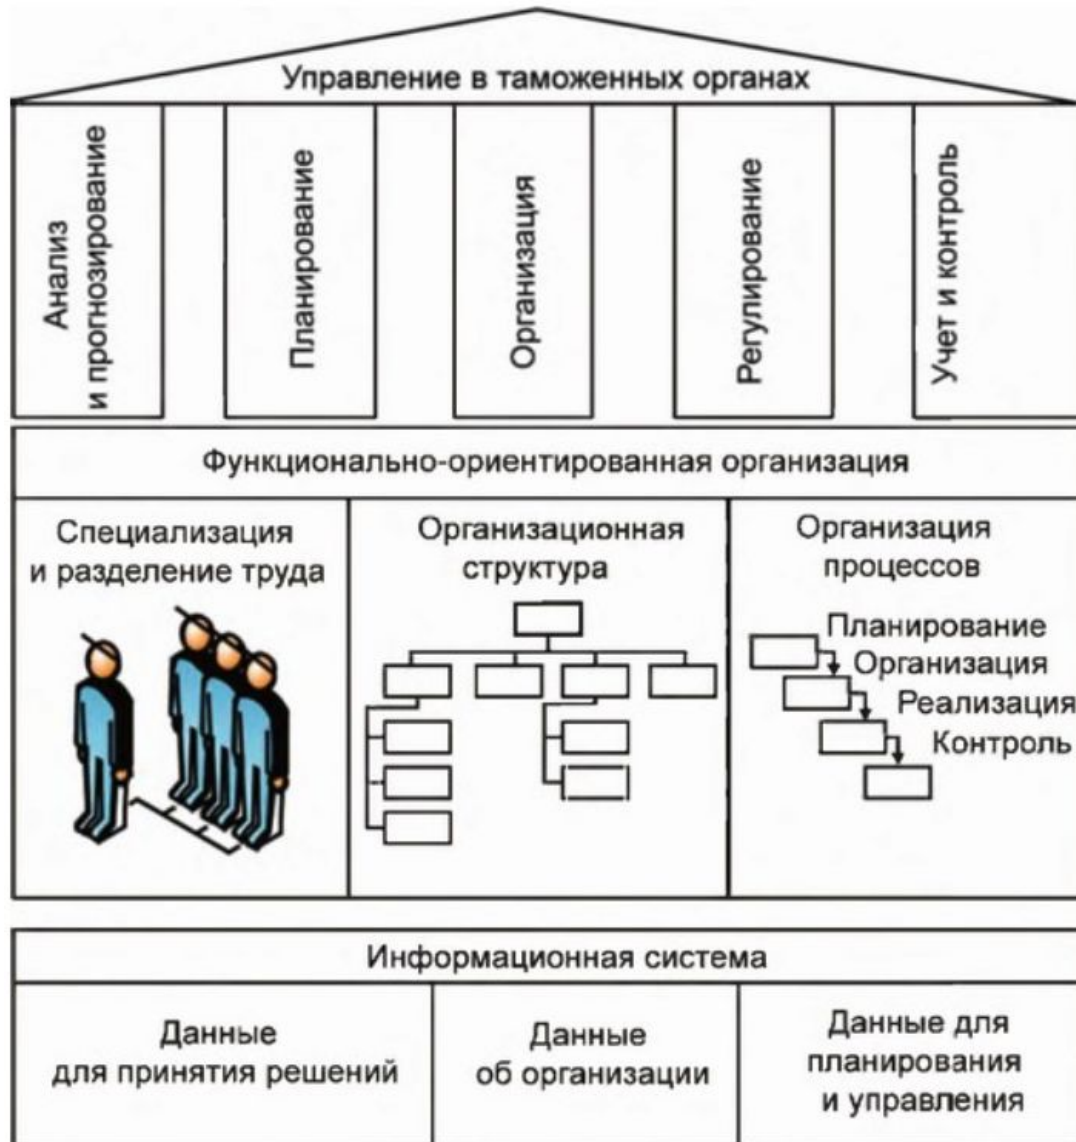 Управление в таможенных органах
Анализ
и прогнозирование
Планирование
Организация
Регулирование
Учет и контроль
Функционально-ориентированная организация
Специализация
и разделение труда
Организационная
структура
Организация
процессов
Планирование
Организация
Реализация
Контроль
Информационная система
Данные
для принятия решений
Данные
об организации
Данные для
планирования
и управления